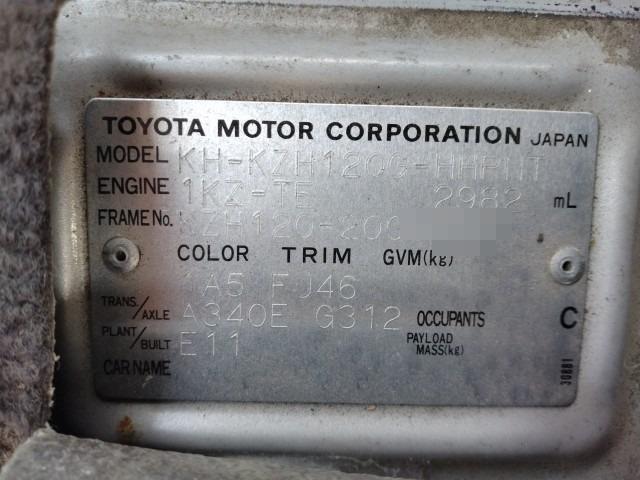 TOYOTA MOTOR CORPORATION JAPAN
MODEL KH-KZH120G-HHPNT
ENGINE 1KZ-TE 2982 mL
FRAME No. KZH120-200
COLOR TRIM GVM(kg)
1A5 FJ46
TRANS./AXLE A340E G312 OCCUPANTS C
PLANT/BUILT E11 PAYLOAD MASS(kg)
CAR NAME
30881